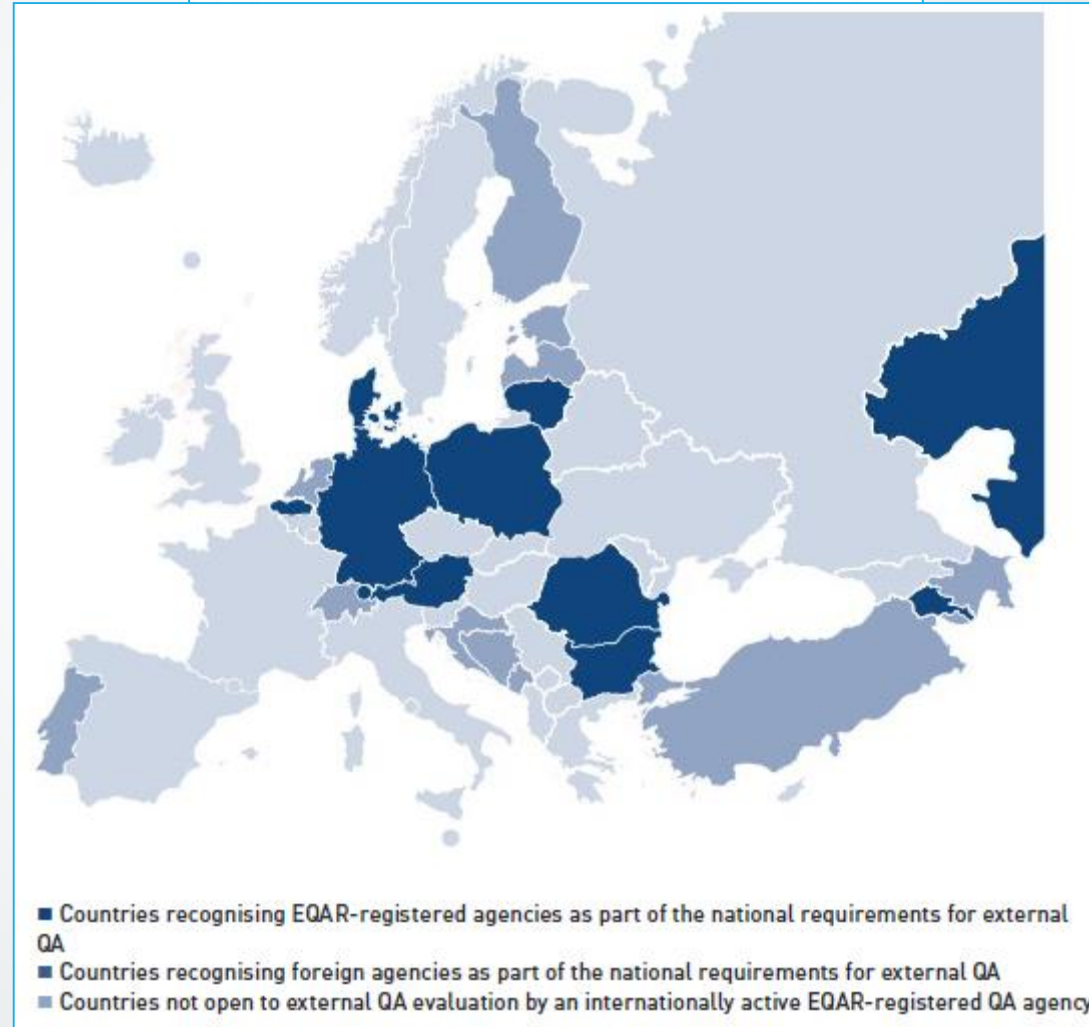 Countries recognising EQAR-registered agencies as part of the national requirements for external
QA
Countries recognising foreign agencies as part of the national requirements for external QA
Countries not open to external QA evaluation by an internationally active EQAR-registered QA agency